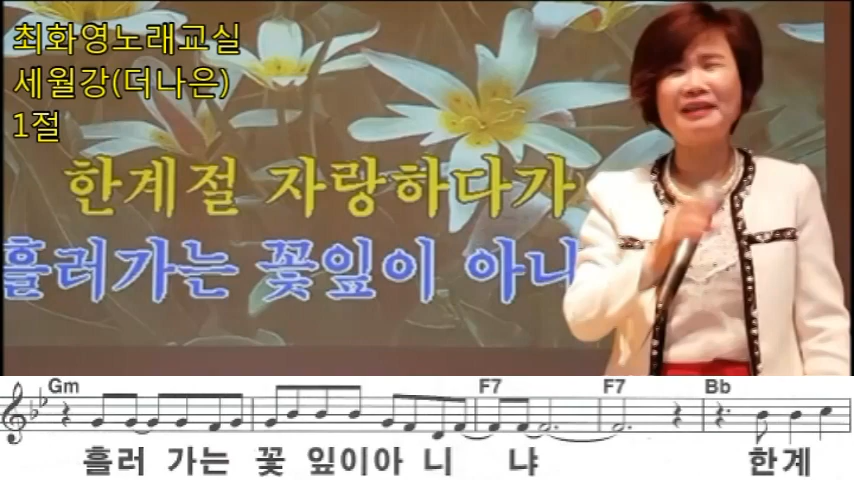 최화영노래교실
세월강(더나은)
1절
한계절 자랑하다가
흘러가는 꽃잎이 아니
Gm F7 F7 Bb
흘러 가는 꽃 잎이아 니 냐 한계